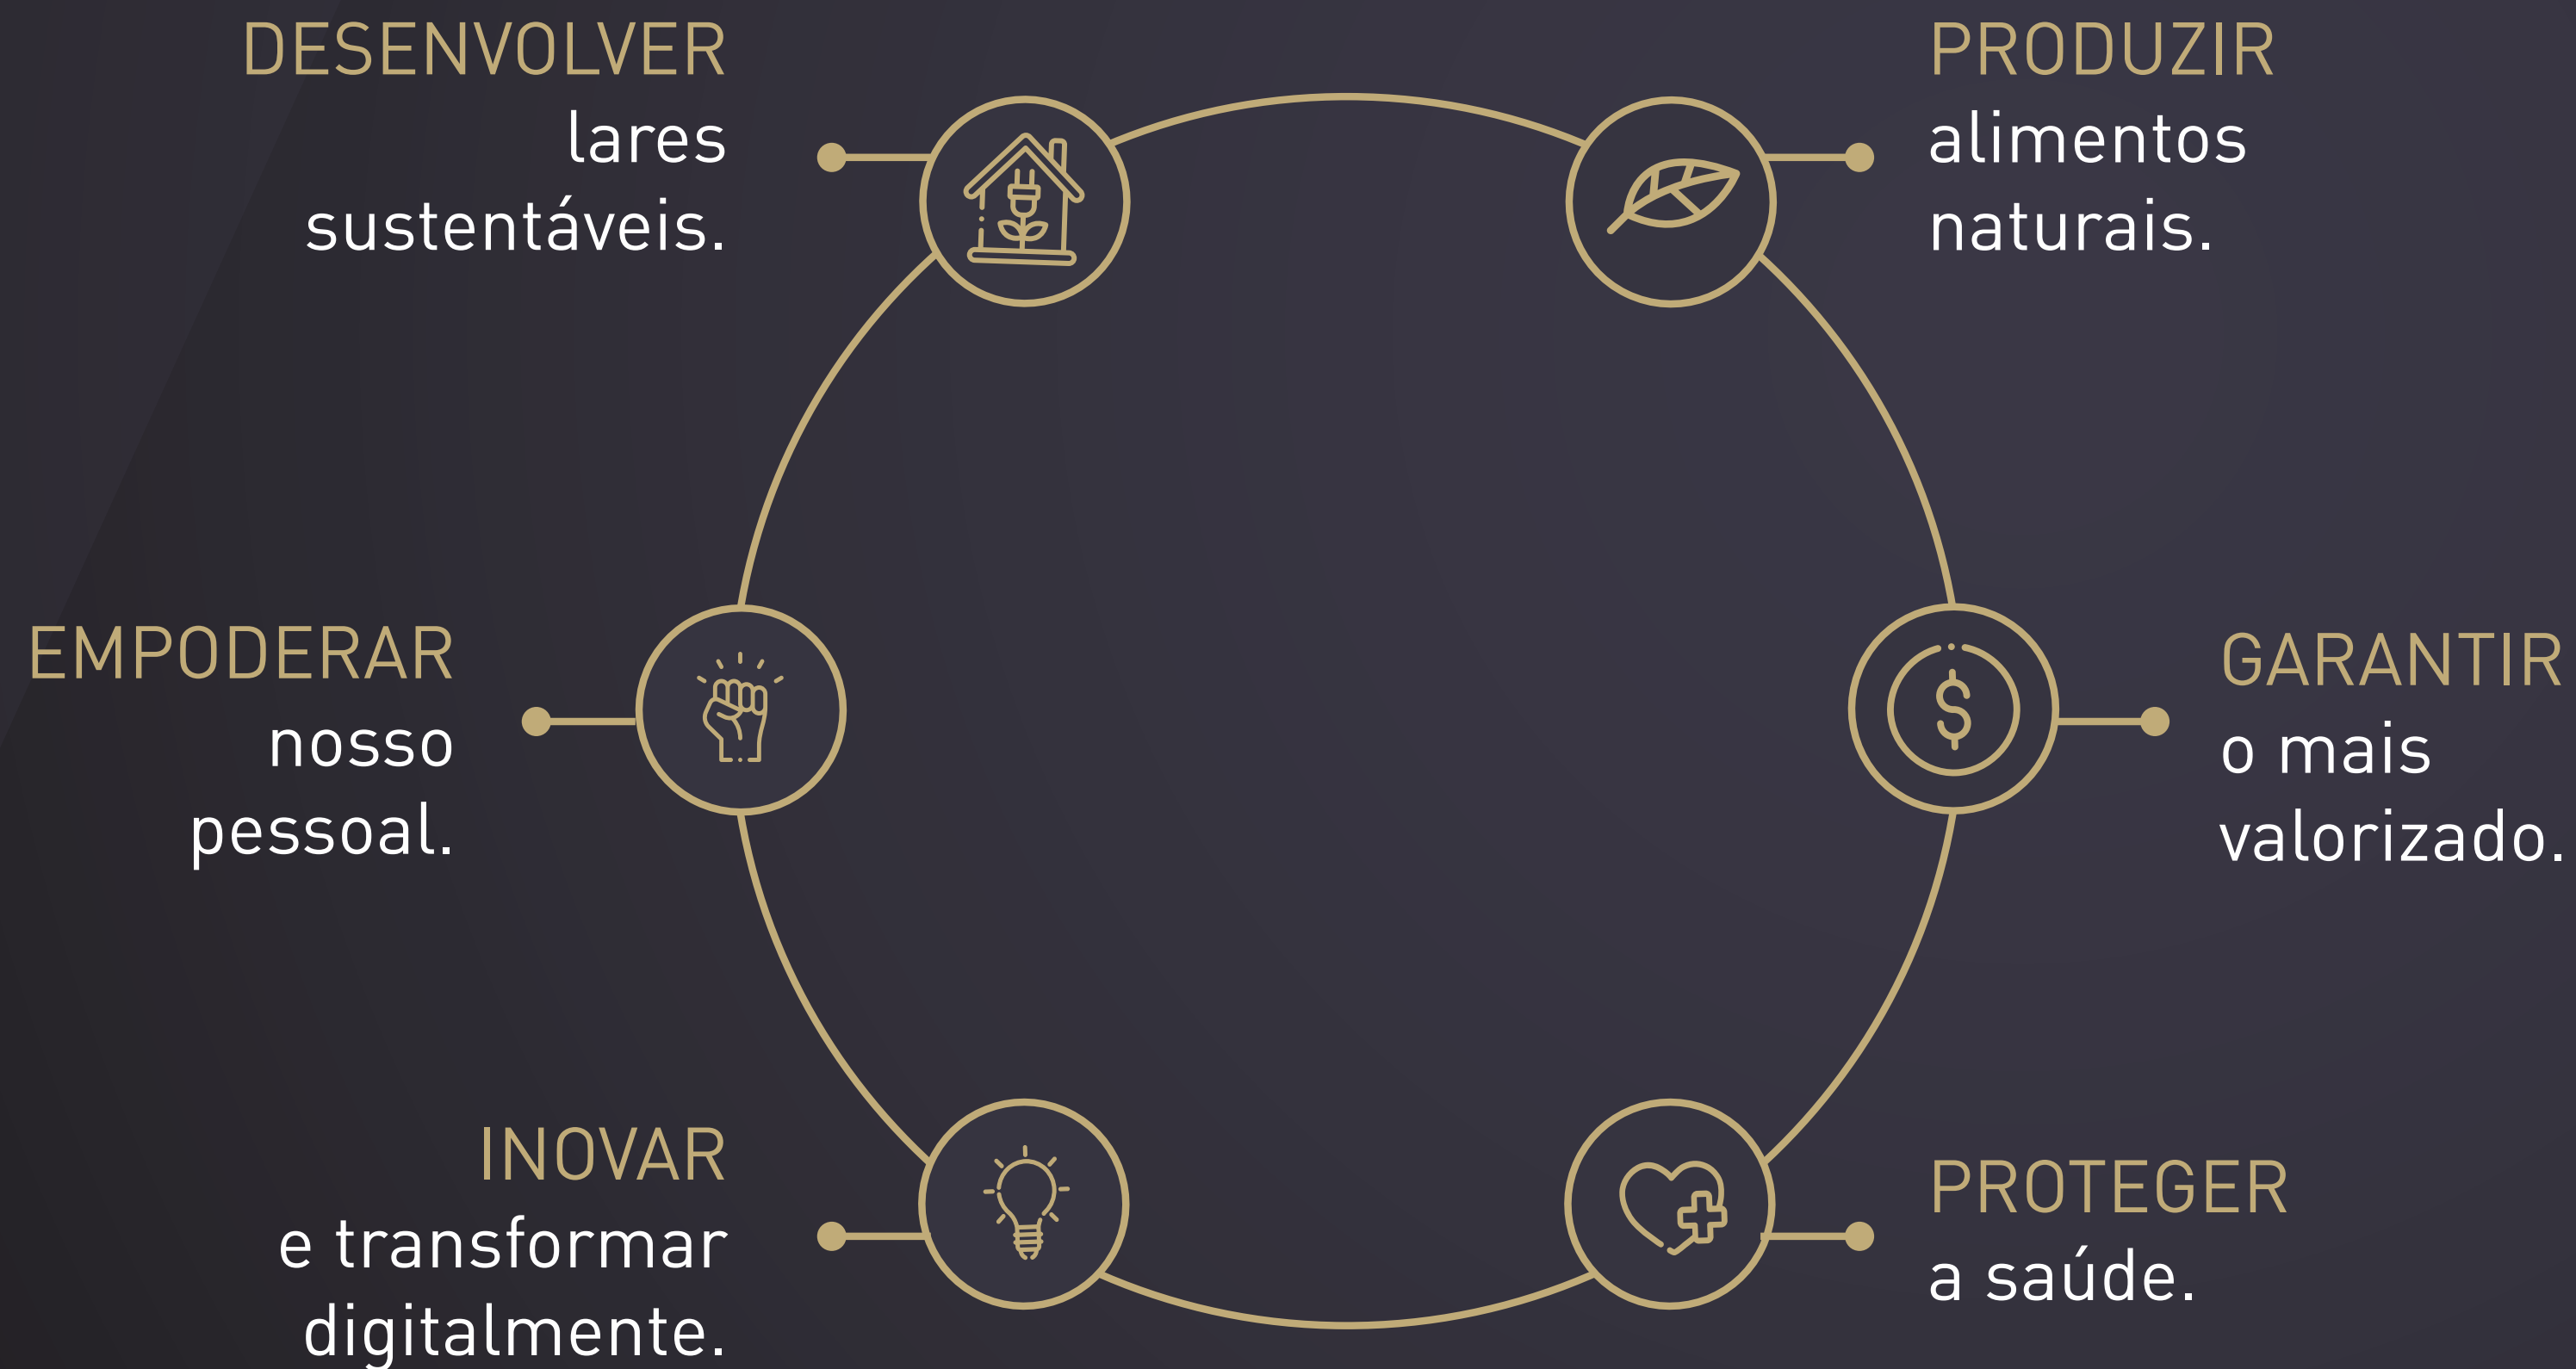 DESENVOLVER
lares
sustentáveis.
PRODUZIR
alimentos
naturais.
EMPODERAR
nosso
pessoal.
GARANTIR
o mais
valorizado.
INOVAR
e transformar
digitalmente.
PROTEGER
a saúde.